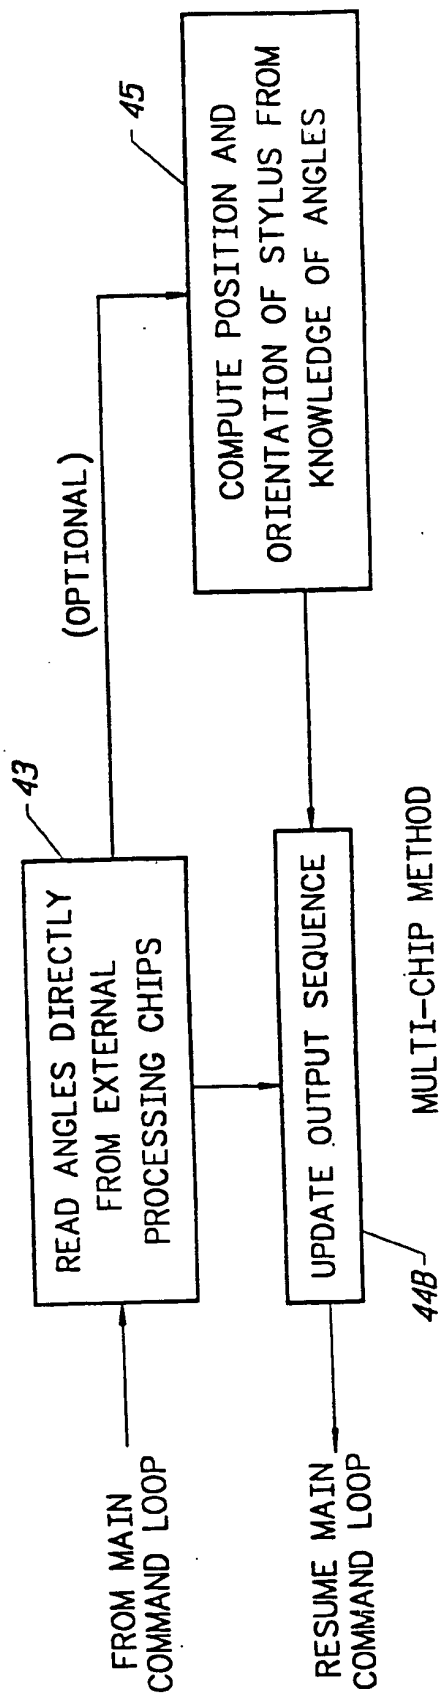 FROM MAIN
COMMAND LOOP
READ ANGLES DIRECTLY
FROM EXTERNAL
PROCESSING CHIPS
43
(OPTIONAL)
45
COMPUTE POSITION AND
ORIENTATION OF STYLUS FROM
KNOWLEDGE OF ANGLES
RESUME MAIN
COMMAND LOOP
UPDATE OUTPUT SEQUENCE
44B
MULTI-CHIP METHOD